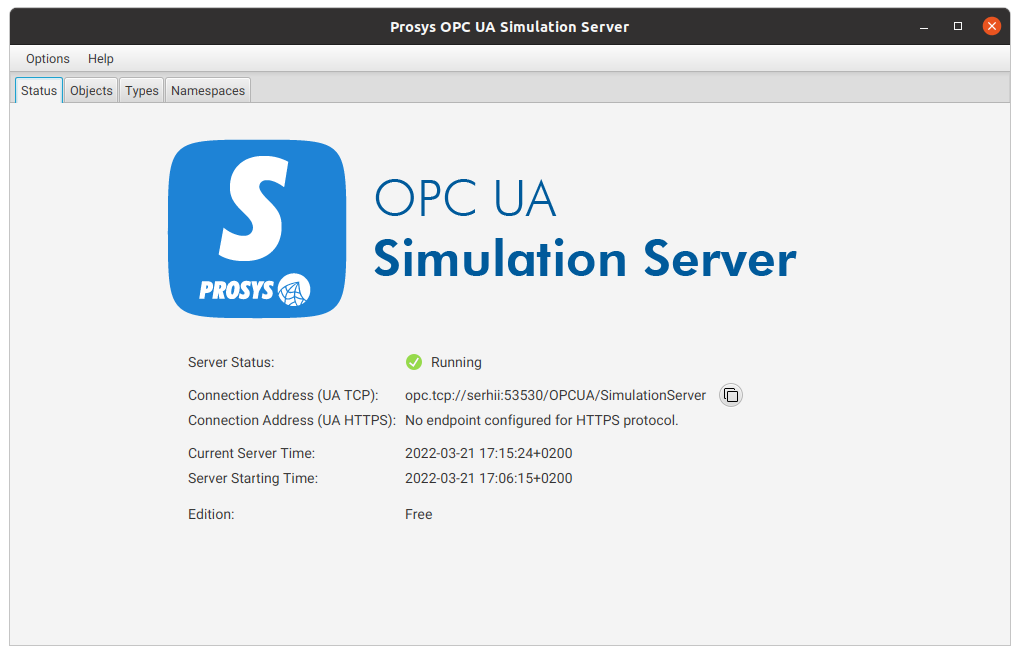 Prosys OPC UA Simulation Server
Options Help
Status Objects Types Namespaces
S
PROSYS
OPC UA
Simulation Server
Server Status: Running
Connection Address (UA TCP): opc.tcp://serhii:53530/OPCUA/SimulationServer
Connection Address (UA HTTPS): No endpoint configured for HTTPS protocol.
Current Server Time: 2022-03-21 17:15:24+0200
Server Starting Time: 2022-03-21 17:06:15+0200
Edition: Free